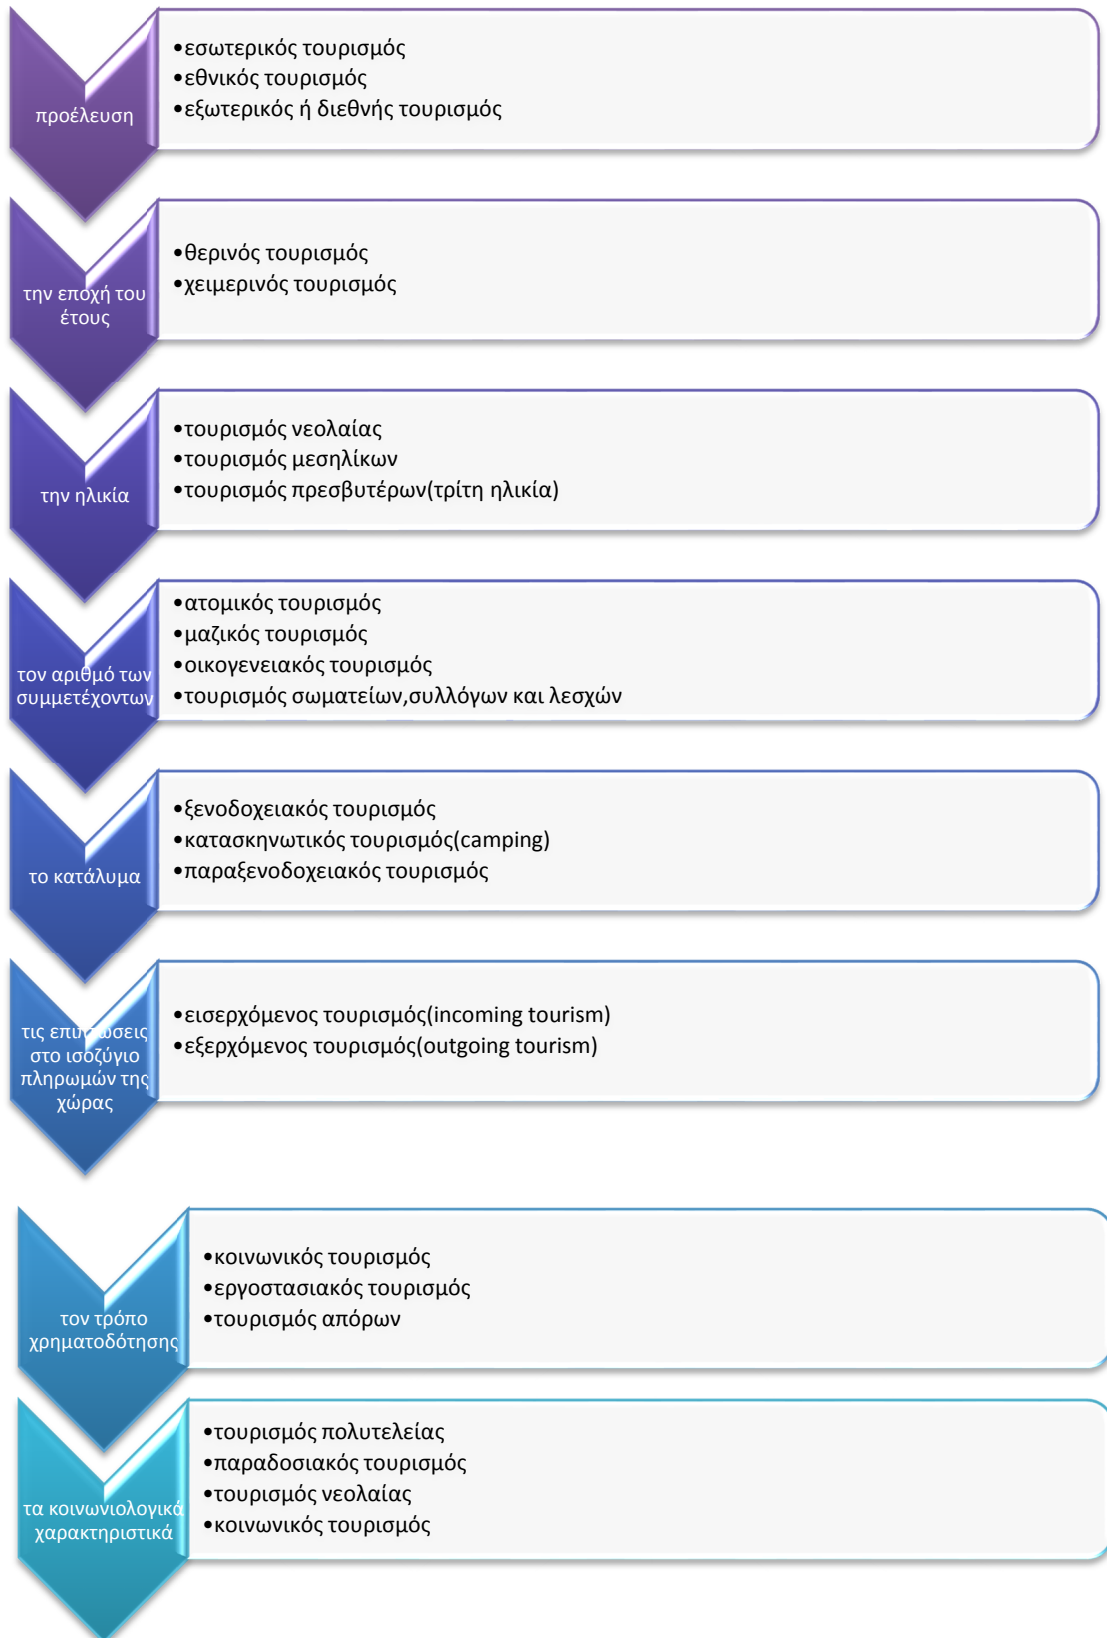 προέλευση
•εσωτερικός τουρισμός
•εθνικός τουρισμός
•εξωτερικός ή διεθνής τουρισμός
την εποχή του
έτους
•θερινός τουρισμός
•χειμερινός τουρισμός
την ηλικία
•τουρισμός νεολαίας
•τουρισμός μεσηλίκων
•τουρισμός πρεσβυτέρων(τρίτη ηλικία)
τον αριθμό των
συμμετέχοντων
•ατομικός τουρισμός
•μαζικός τουρισμός
•οικογενειακός τουρισμός
•τουρισμός σωματείων,συλλόγων και λεσχών
το κατάλυμα
•ξενοδοχειακός τουρισμός
•κατασκηνωτικός τουρισμός(camping)
•παραξενοδοχειακός τουρισμός
τις επιπτώσεις
στο ισοζύγιο
πληρωμών της
χώρας
•εισερχόμενος τουρισμός(incoming tourism)
•εξερχόμενος τουρισμός(outgoing tourism)
τον τρόπο
χρηματοδότησης
•κοινωνικός τουρισμός
•εργοστασιακός τουρισμός
•τουρισμός απόρων
τα κοινωνιολογικά
χαρακτηριστικά
•τουρισμός πολυτελείας
•παραδοσιακός τουρισμός
•τουρισμός νεολαίας
•κοινωνικός τουρισμός